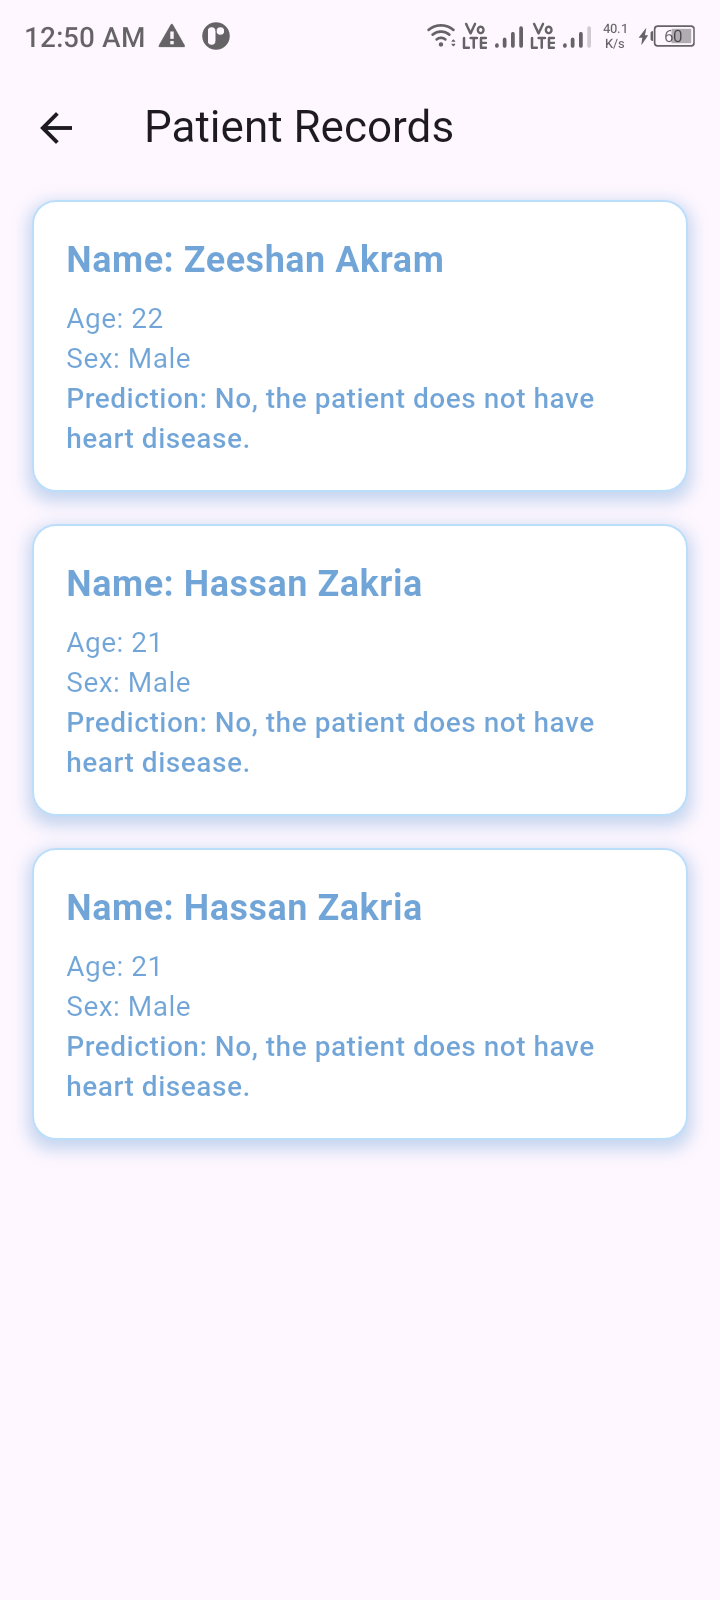 12:50 AM
Vo LTE Vo LTE 40.1 K/s 60
Patient Records
Name: Zeeshan Akram
Age: 22
Sex: Male
Prediction: No, the patient does not have
heart disease.
Name: Hassan Zakria
Age: 21
Sex: Male
Prediction: No, the patient does not have
heart disease.
Name: Hassan Zakria
Age: 21
Sex: Male
Prediction: No, the patient does not have
heart disease.